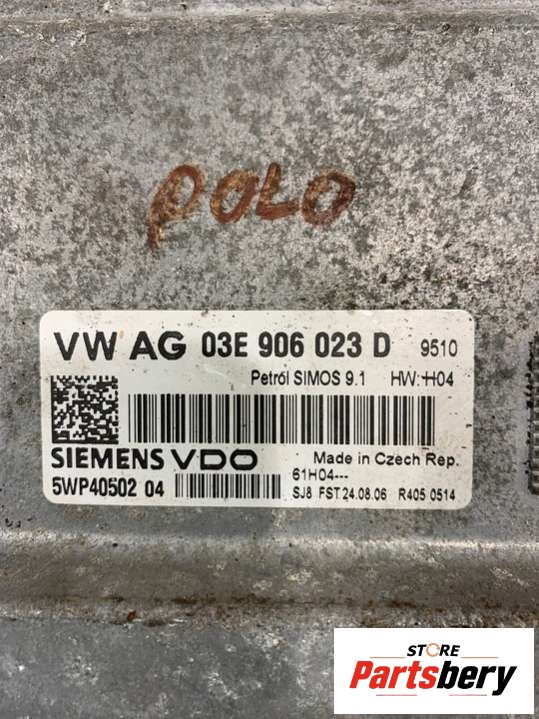 POLO
VW AG 03E 906 023 D 9510
Petrol SIMOS 9.1 HW: H04
SIEMENS VDO Made in Czech Rep.
61H04---
5WP40502 04 SJ8 FST 24.08.06 R405 0514
STORE
Partsbery